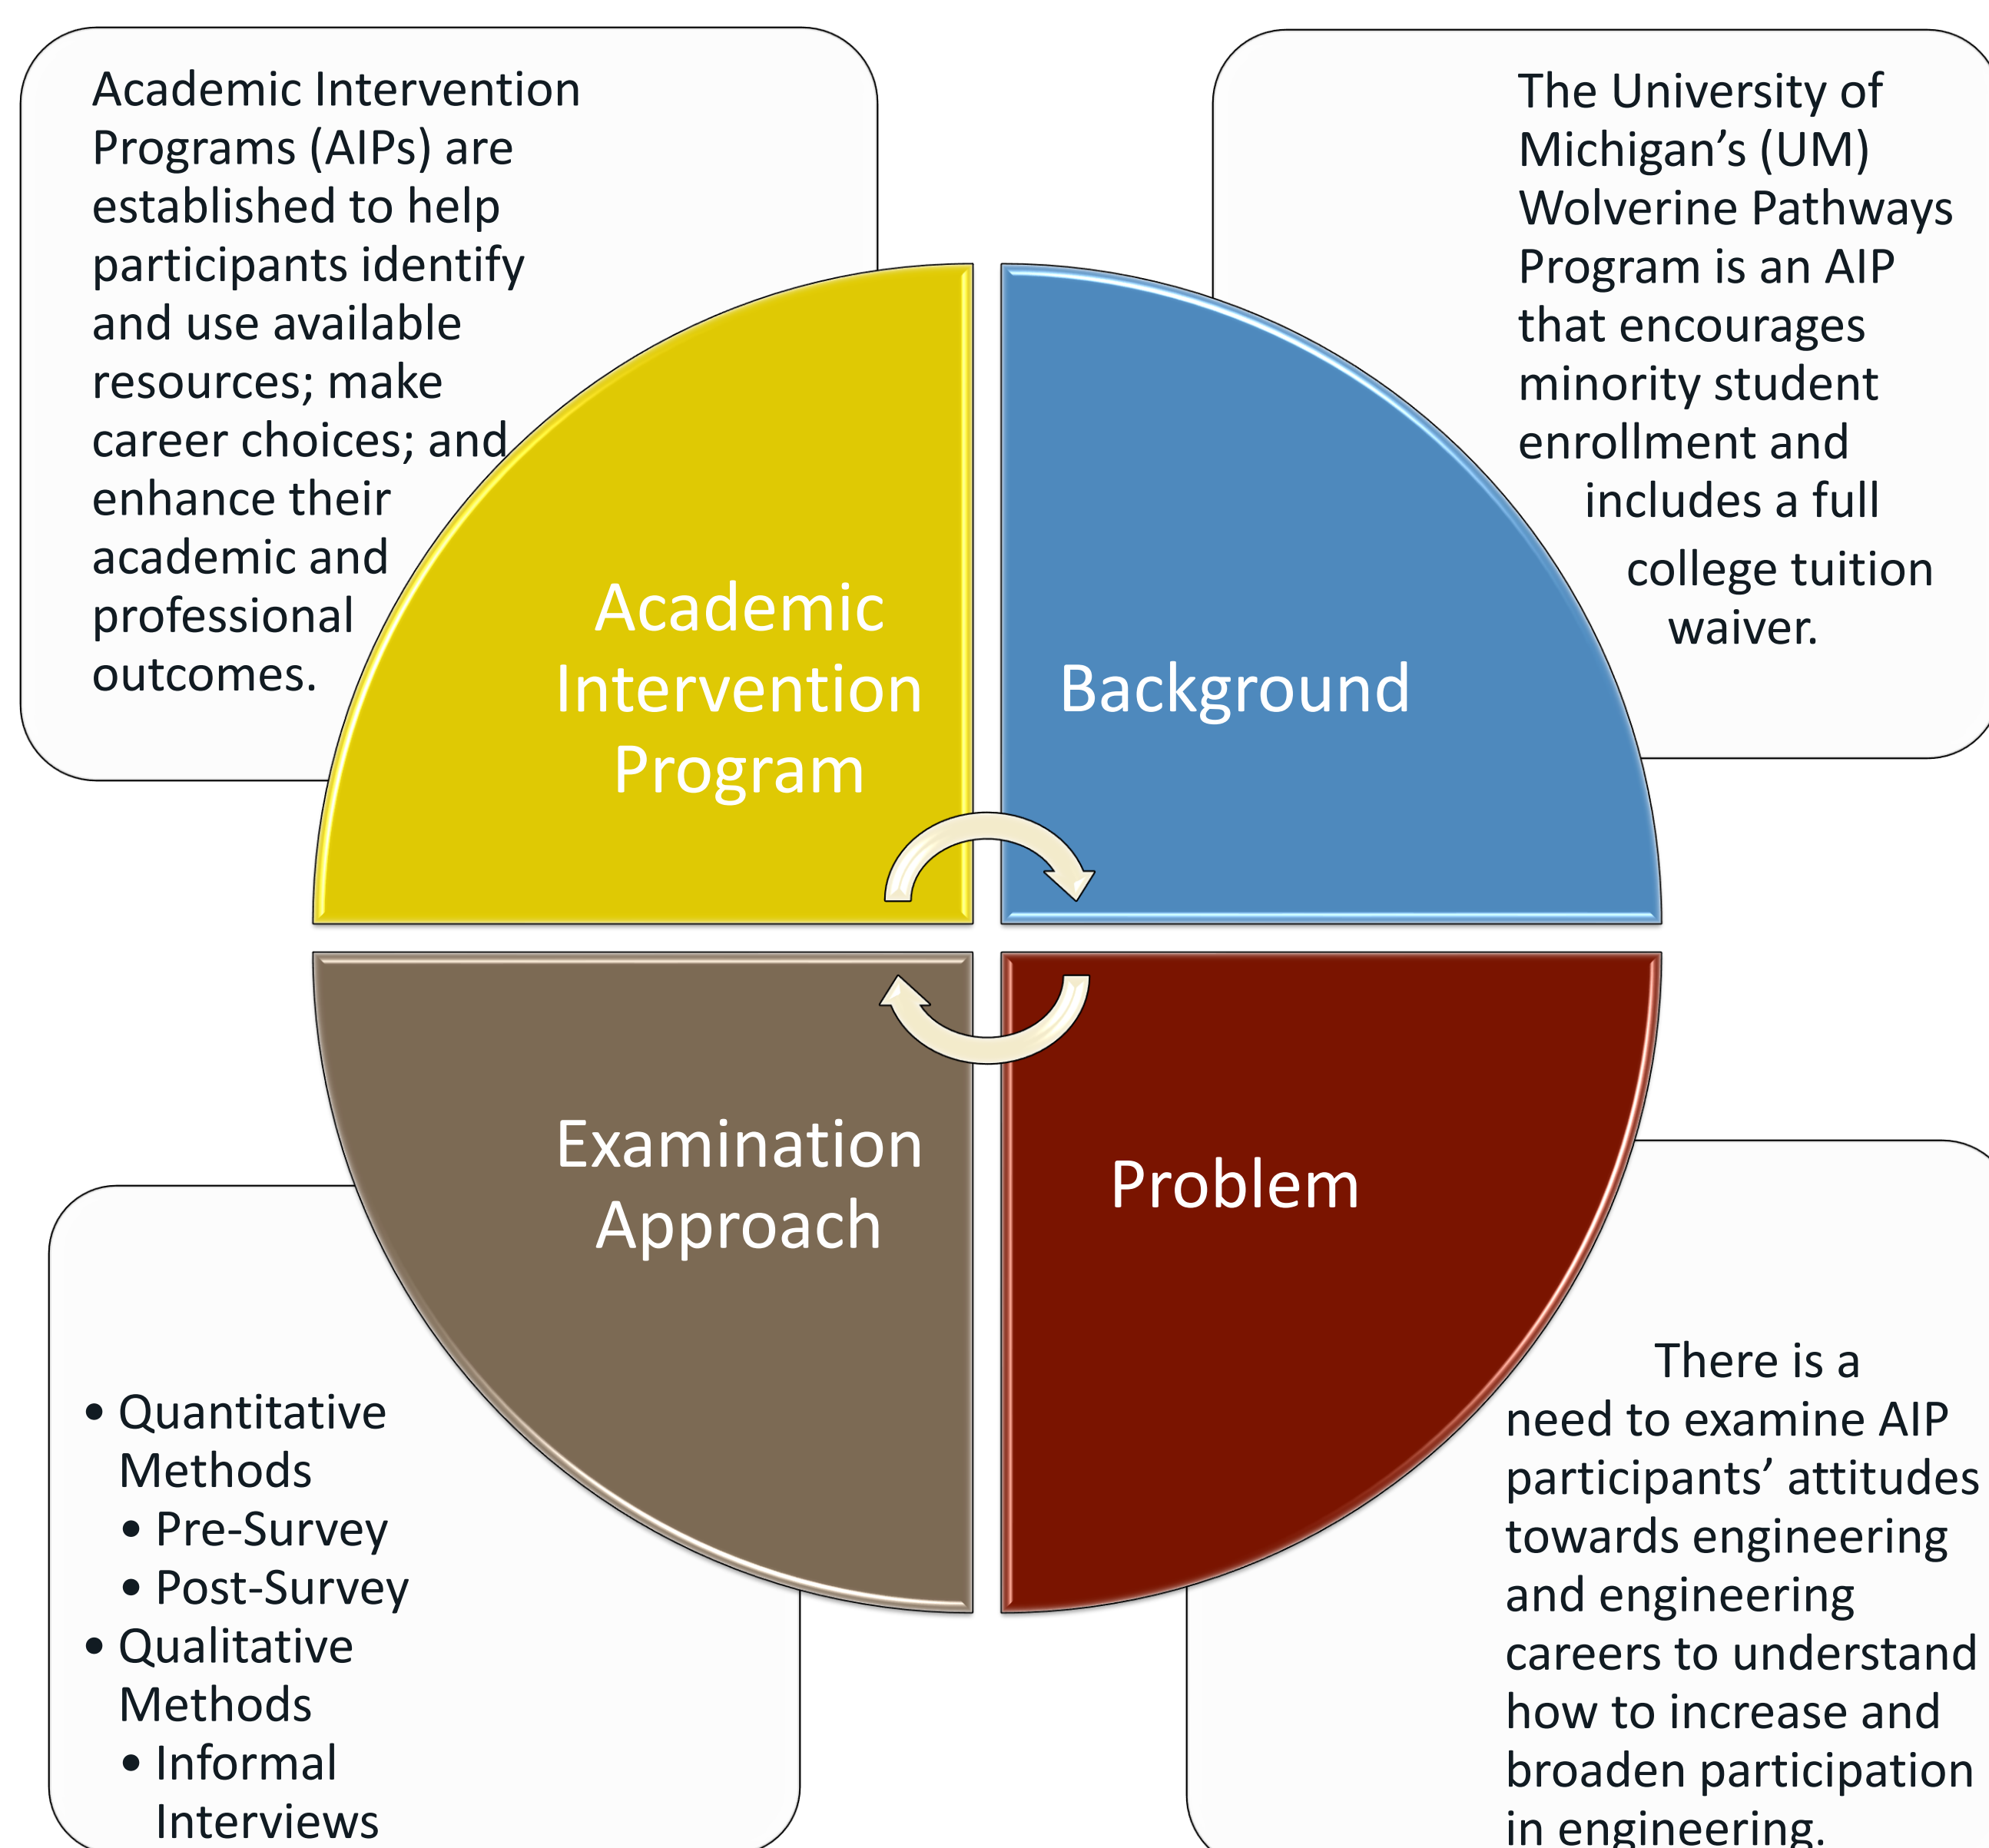 Academic Intervention
Programs (AIPs) are
established to help
participants identify
and use available
resources; make
career choices; and
enhance their
academic and
professional
outcomes.
The University of
Michigan’s (UM)
Wolverine Pathways
Program is an AIP
that encourages
minority student
enrollment and
includes a full
college tuition
waiver.
Academic
Intervention
Program
Background
Examination
Approach
Problem
• Quantitative
Methods
• Pre-Survey
• Post-Survey
• Qualitative
Methods
• Informal
Interviews
There is a
need to examine AIP
participants’ attitudes
towards engineering
and engineering
careers to understand
how to increase and
broaden participation
in engineering.